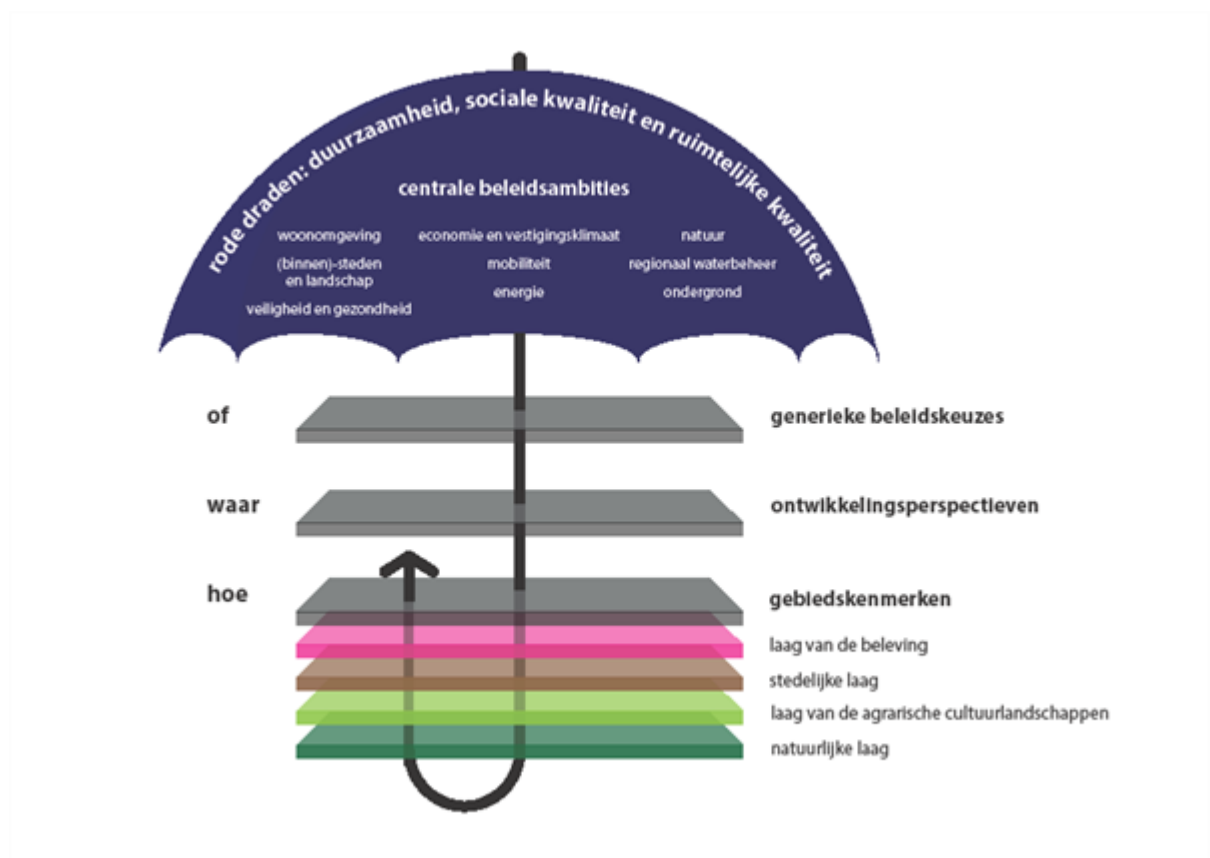 rode draden: duurzaamheid, sociale kwaliteit en ruimtelijke kwaliteit
centrale beleidsambities
woonomgeving
(binnen)-steden
en landschap
veiligheid en gezondheid
economie en vestigingsklimaat
mobiliteit
energie
natuur
regionaal waterbeheer
ondergrond
of
generieke beleidskeuzes
waar
ontwikkelingsperspectieven
hoe
gebiedskenmerken
laag van de beleving
stedelijke laag
laag van de agrarische cultuurlandschappen
natuurlijke laag